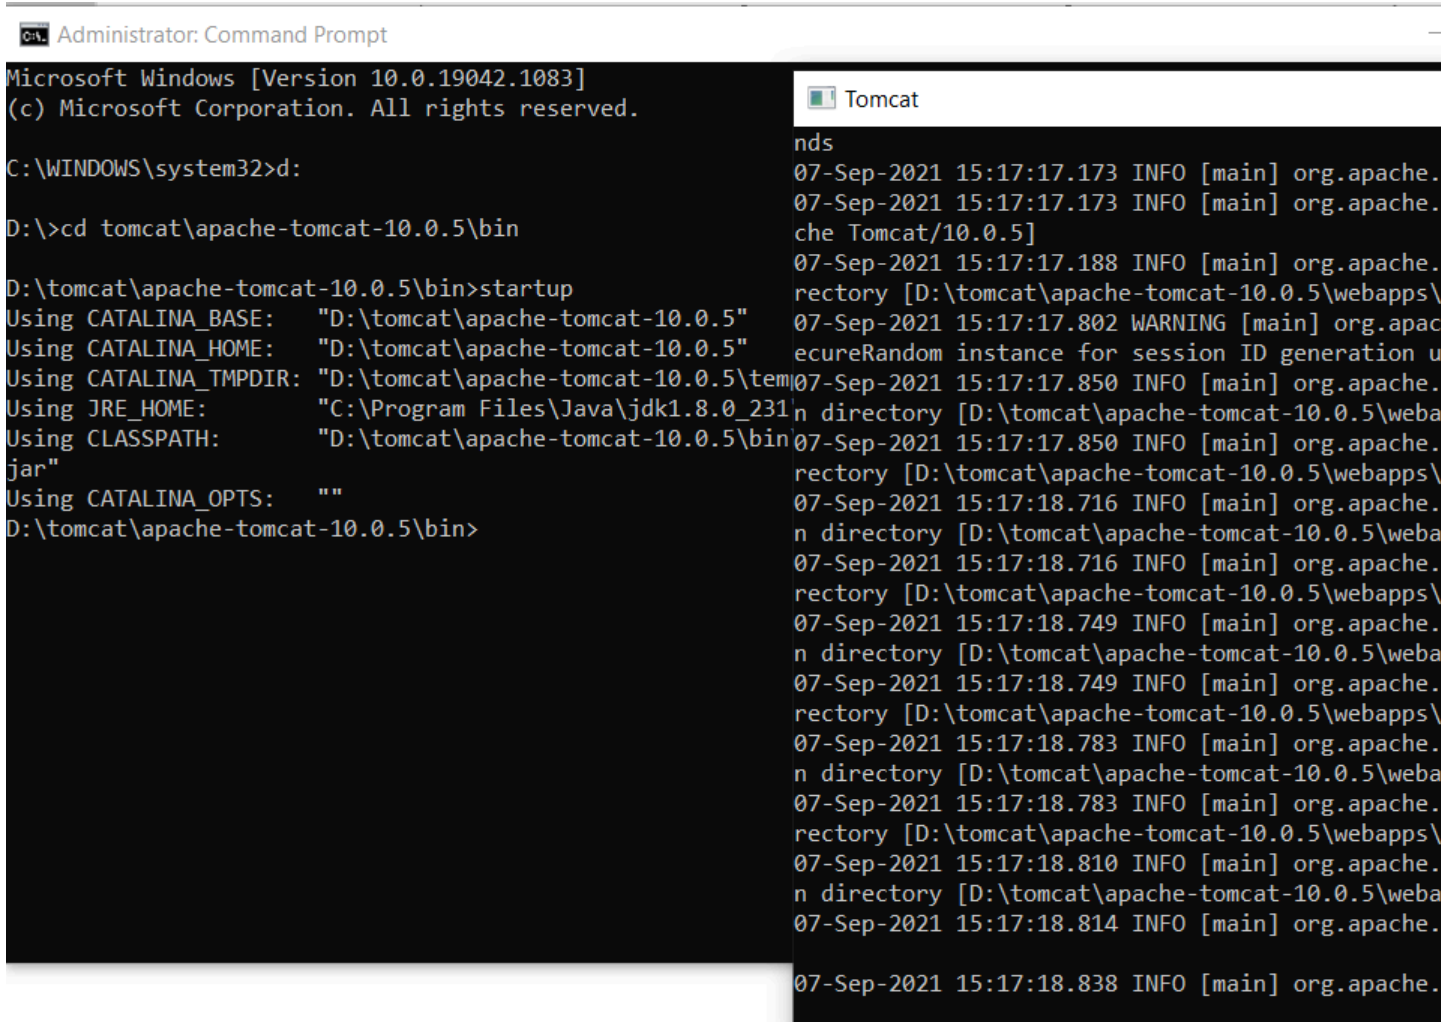 Administrator: Command Prompt
Microsoft Windows [Version 10.0.19042.1083]
(c) Microsoft Corporation. All rights reserved.
C:\WINDOWS\system32>d:
D:\>cd tomcat\apache-tomcat-10.0.5\bin
D:\tomcat\apache-tomcat-10.0.5\bin>startup
Using CATALINA_BASE:   "D:\tomcat\apache-tomcat-10.0.5"
Using CATALINA_HOME:   "D:\tomcat\apache-tomcat-10.0.5"
Using CATALINA_TMPDIR: "D:\tomcat\apache-tomcat-10.0.5\tem
Using JRE_HOME:        "C:\Program Files\Java\jdk1.8.0_231
Using CLASSPATH:       "D:\tomcat\apache-tomcat-10.0.5\bin
jar"
Using CATALINA_OPTS:   ""
D:\tomcat\apache-tomcat-10.0.5\bin>
Tomcat
nds
07-Sep-2021 15:17:17.173 INFO [main] org.apache.
07-Sep-2021 15:17:17.173 INFO [main] org.apache.
che Tomcat/10.0.5]
07-Sep-2021 15:17:17.188 INFO [main] org.apache.
rectory [D:\tomcat\apache-tomcat-10.0.5\webapps\
07-Sep-2021 15:17:17.802 WARNING [main] org.apac
ecureRandom instance for session ID generation u
07-Sep-2021 15:17:17.850 INFO [main] org.apache.
n directory [D:\tomcat\apache-tomcat-10.0.5\weba
07-Sep-2021 15:17:17.850 INFO [main] org.apache.
rectory [D:\tomcat\apache-tomcat-10.0.5\webapps\
07-Sep-2021 15:17:18.716 INFO [main] org.apache.
n directory [D:\tomcat\apache-tomcat-10.0.5\weba
07-Sep-2021 15:17:18.716 INFO [main] org.apache.
rectory [D:\tomcat\apache-tomcat-10.0.5\webapps\
07-Sep-2021 15:17:18.749 INFO [main] org.apache.
n directory [D:\tomcat\apache-tomcat-10.0.5\weba
07-Sep-2021 15:17:18.749 INFO [main] org.apache.
rectory [D:\tomcat\apache-tomcat-10.0.5\webapps\
07-Sep-2021 15:17:18.783 INFO [main] org.apache.
n directory [D:\tomcat\apache-tomcat-10.0.5\weba
07-Sep-2021 15:17:18.783 INFO [main] org.apache.
rectory [D:\tomcat\apache-tomcat-10.0.5\webapps\
07-Sep-2021 15:17:18.810 INFO [main] org.apache.
n directory [D:\tomcat\apache-tomcat-10.0.5\weba
07-Sep-2021 15:17:18.814 INFO [main] org.apache.
07-Sep-2021 15:17:18.838 INFO [main] org.apache.